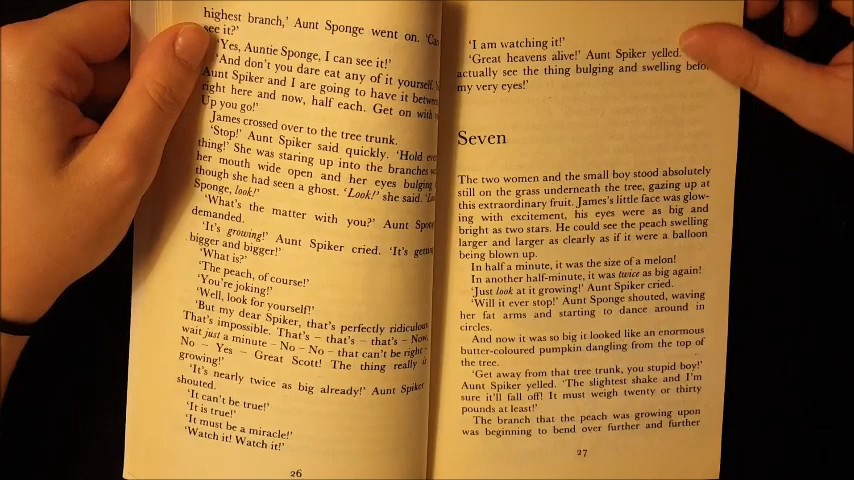 highest branch,' Aunt Sponge went on. 'Can
see it?'
'Yes, Auntie Sponge, I can see it!'
'And don't you dare eat any of it yourself.
Aunt Spiker and I are going to have it between
right here and now, half each. Get on with
Up you go!'
James crossed over to the tree trunk.
'Stop!' Aunt Spiker said quickly. 'Hold
thing!' She was staring up into the branches
her mouth wide open and her eyes bulging
though she had seen a ghost. 'Look!' she said.
Sponge, look!'
'What's the matter with you?' Aunt
demanded.
'It's growing!' Aunt Spiker cried. 'It's
bigger and bigger!'
'What is?'
'The peach, of course!'
'You're joking!'
'Well, look for yourself!'
'But my dear Spiker, that's perfectly ridiculous.
That's impossible. That's – that's – that's – Now,
wait just a minute – No – No – that can't be right –
No – Yes – Great Scott! The thing really is
growing!'
'It's nearly twice as big already!' Aunt Spiker
shouted.
'It can't be true!'
'It is true!'
'It must be a miracle!'
'Watch it! Watch it!'
26
'I am watching it!'
'Great heavens alive!' Aunt Spiker yelled.
actually see the thing bulging and swelling before
my very eyes!'
Seven
The two women and the small boy stood absolutely
still on the grass underneath the tree, gazing up at
this extraordinary fruit. James's little face was glow-
ing with excitement, his eyes were as big and
bright as two stars. He could see the peach swelling
larger and larger as clearly as if it were a balloon
being blown up.
In half a minute, it was the size of a melon!
In another half-minute, it was twice as big again!
'Just look at it growing!' Aunt Spiker cried.
'Will it ever stop!' Aunt Sponge shouted, waving
her fat arms and starting to dance around in
circles.
And now it was so big it looked like an enormous
butter-coloured pumpkin dangling from the top of
the tree.
'Get away from that tree trunk, you stupid boy!'
Aunt Spiker yelled. 'The slightest shake and I'm
sure it'll fall off! It must weigh twenty or thirty
pounds at least!'
The branch that the peach was growing upon
was beginning to bend over further and further
27